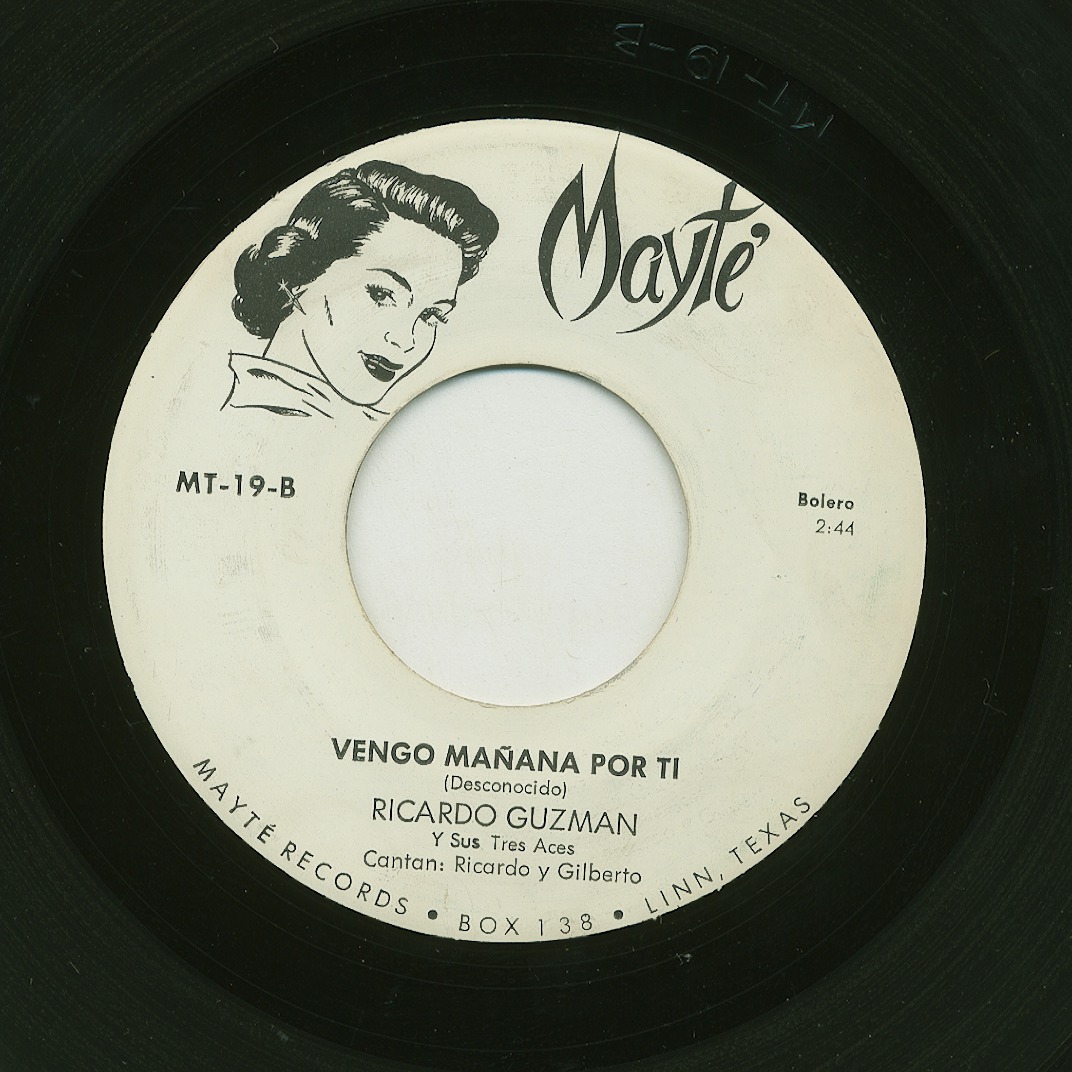 MT-19-B
Mayté
MT-19-B
Bolero
2:44
VENGO MAÑANA POR TI
(Desconocido)
RICARDO GUZMAN
Y Sus Tres Aces
Cantan: Ricardo y Gilberto
MAYTÉ RECORDS • BOX 138 • LINN, TEXAS